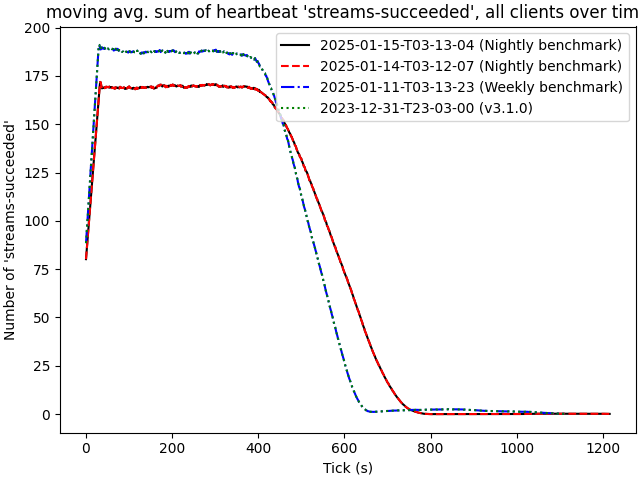 moving avg. sum of heartbeat 'streams-succeeded', all clients over tim
200
175
150
125
100
75
50
25
0
Number of 'streams-succeeded'
2025-01-15-T03-13-04 (Nightly benchmark)
2025-01-14-T03-12-07 (Nightly benchmark)
2025-01-11-T03-13-23 (Weekly benchmark)
2023-12-31-T23-03-00 (v3.1.0)
0 200 400 600 800 1000 1200
Tick (s)